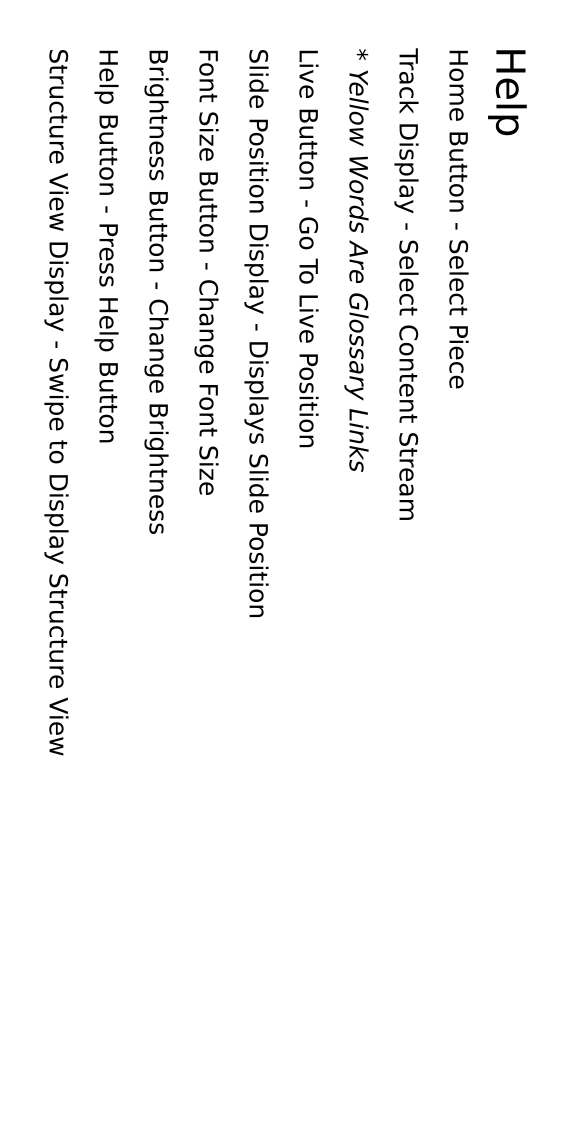 Help
Home Button - Select Piece
Track Display - Select Content Stream
* Yellow Words Are Glossary Links
Live Button - Go To Live Position
Slide Position Display - Displays Slide Position
Font Size Button - Change Font Size
Brightness Button - Change Brightness
Help Button - Press Help Button
Structure View Display - Swipe to Display Structure View